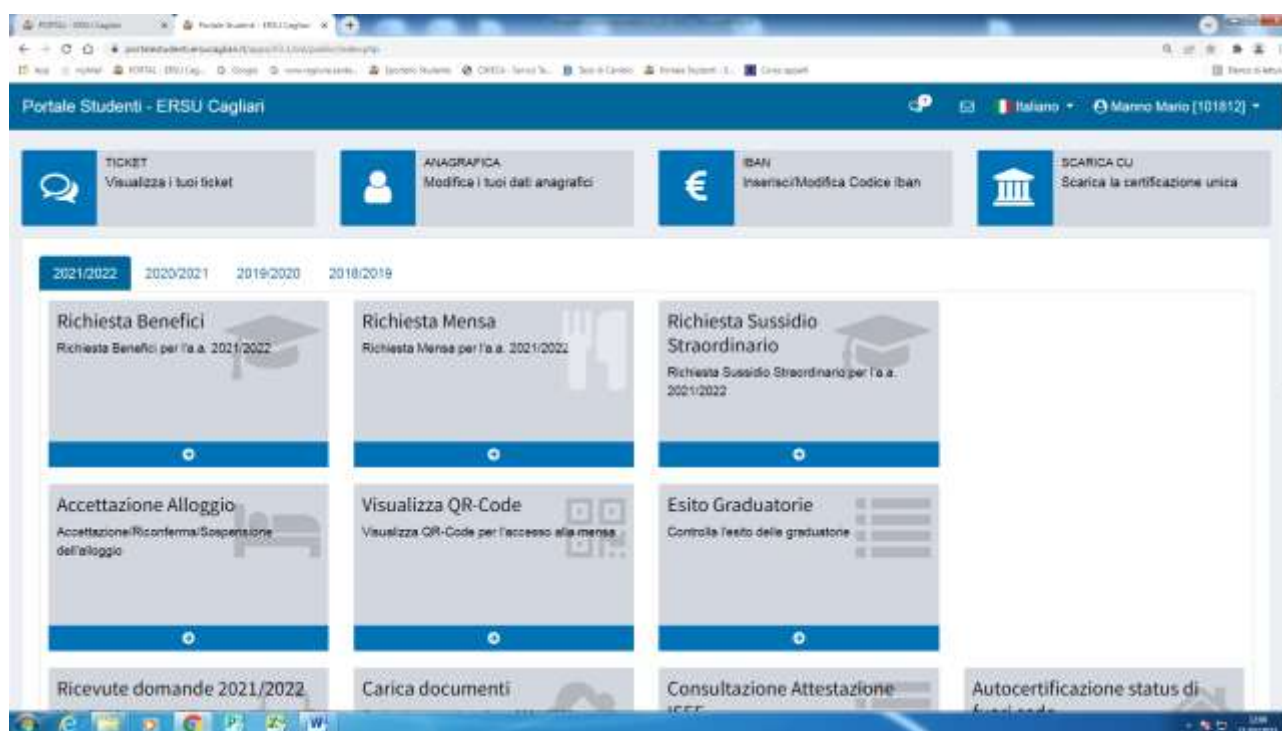 Portale Studenti - ERSU Cagliari
Italiano
Manno Mario [101812]
TICKET
Visualizza i tuoi ticket
ANAGRAFICA
Modifica i tuoi dati anagrafici
IBAN
Inserisci/Modifica Codice Iban
SCARICA CU
Scarica la certificazione unica
2021/2022 2020/2021 2019/2020 2018/2019
Richiesta Benefici
Richiesta Benefici per l'a.a. 2021/2022
Richiesta Mensa
Richiesta Mensa per l'a.a. 2021/2022
Richiesta Sussidio
Straordinario
Richiesta Sussidio Straordinario per l'a.a.
2021/2022
Accettazione Alloggio
Accettazione/Riconferma/Sospensione
dell'alloggio
Visualizza QR-Code
Visualizza QR-Code per l'accesso alla mensa
Esito Graduatorie
Controlla l'esito delle graduatorie
Ricevute domande 2021/2022
Carica documenti
Consultazione Attestazione
Autocertificazione status di